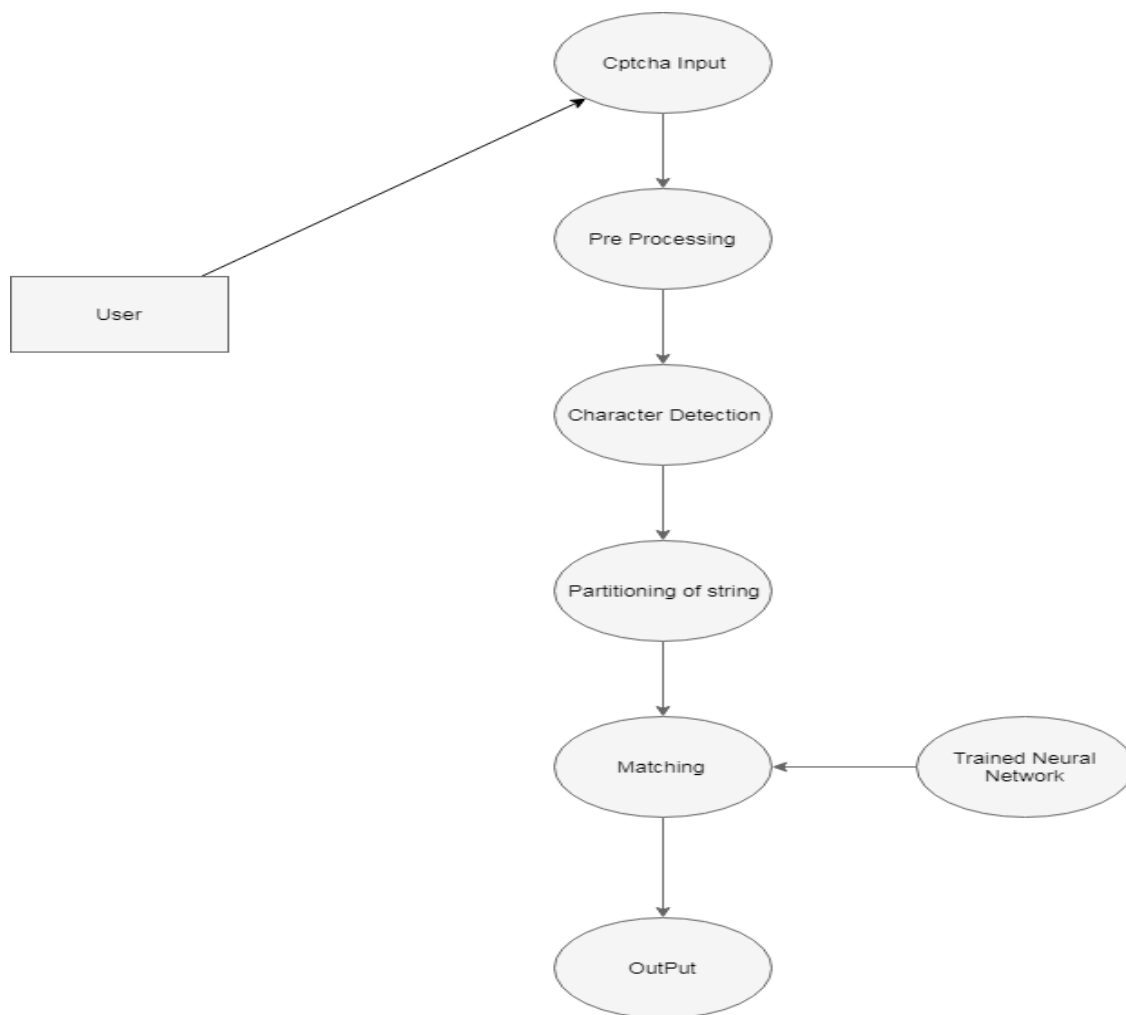 Cptcha Input
Pre Processing
User
Character Detection
Partitioning of string
Matching
Trained Neural
Network
OutPut